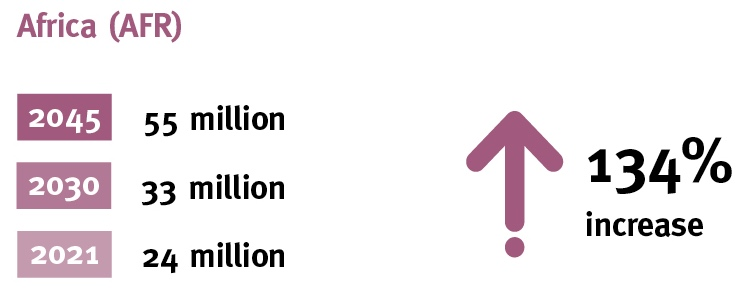 Africa (AFR)
2045 55 million
2030 33 million
2021 24 million
134%
increase